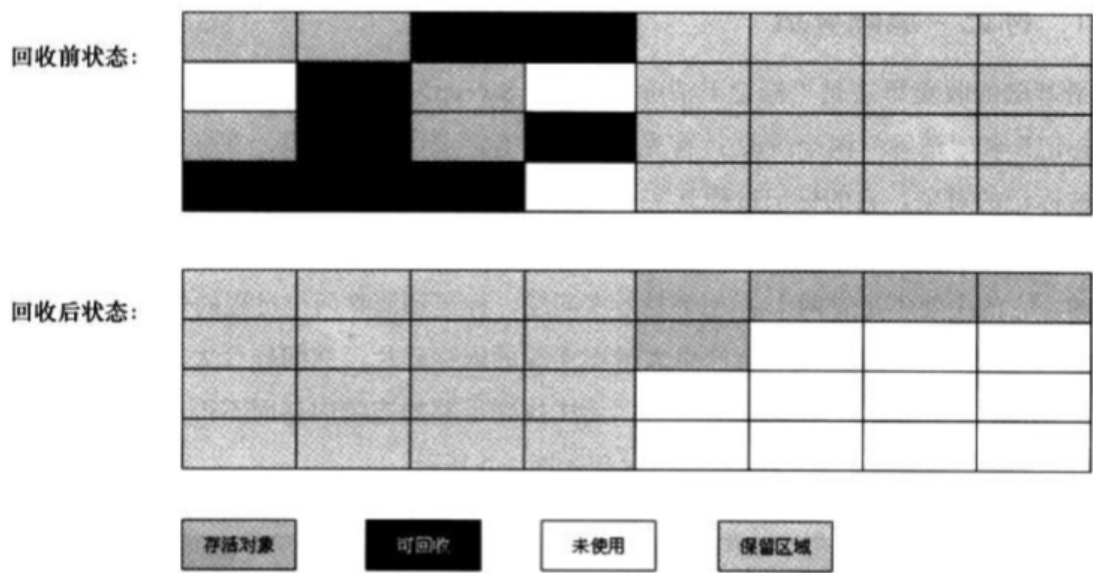 回收前状态：
回收后状态：
存活对象
可回收
未使用
保留区域